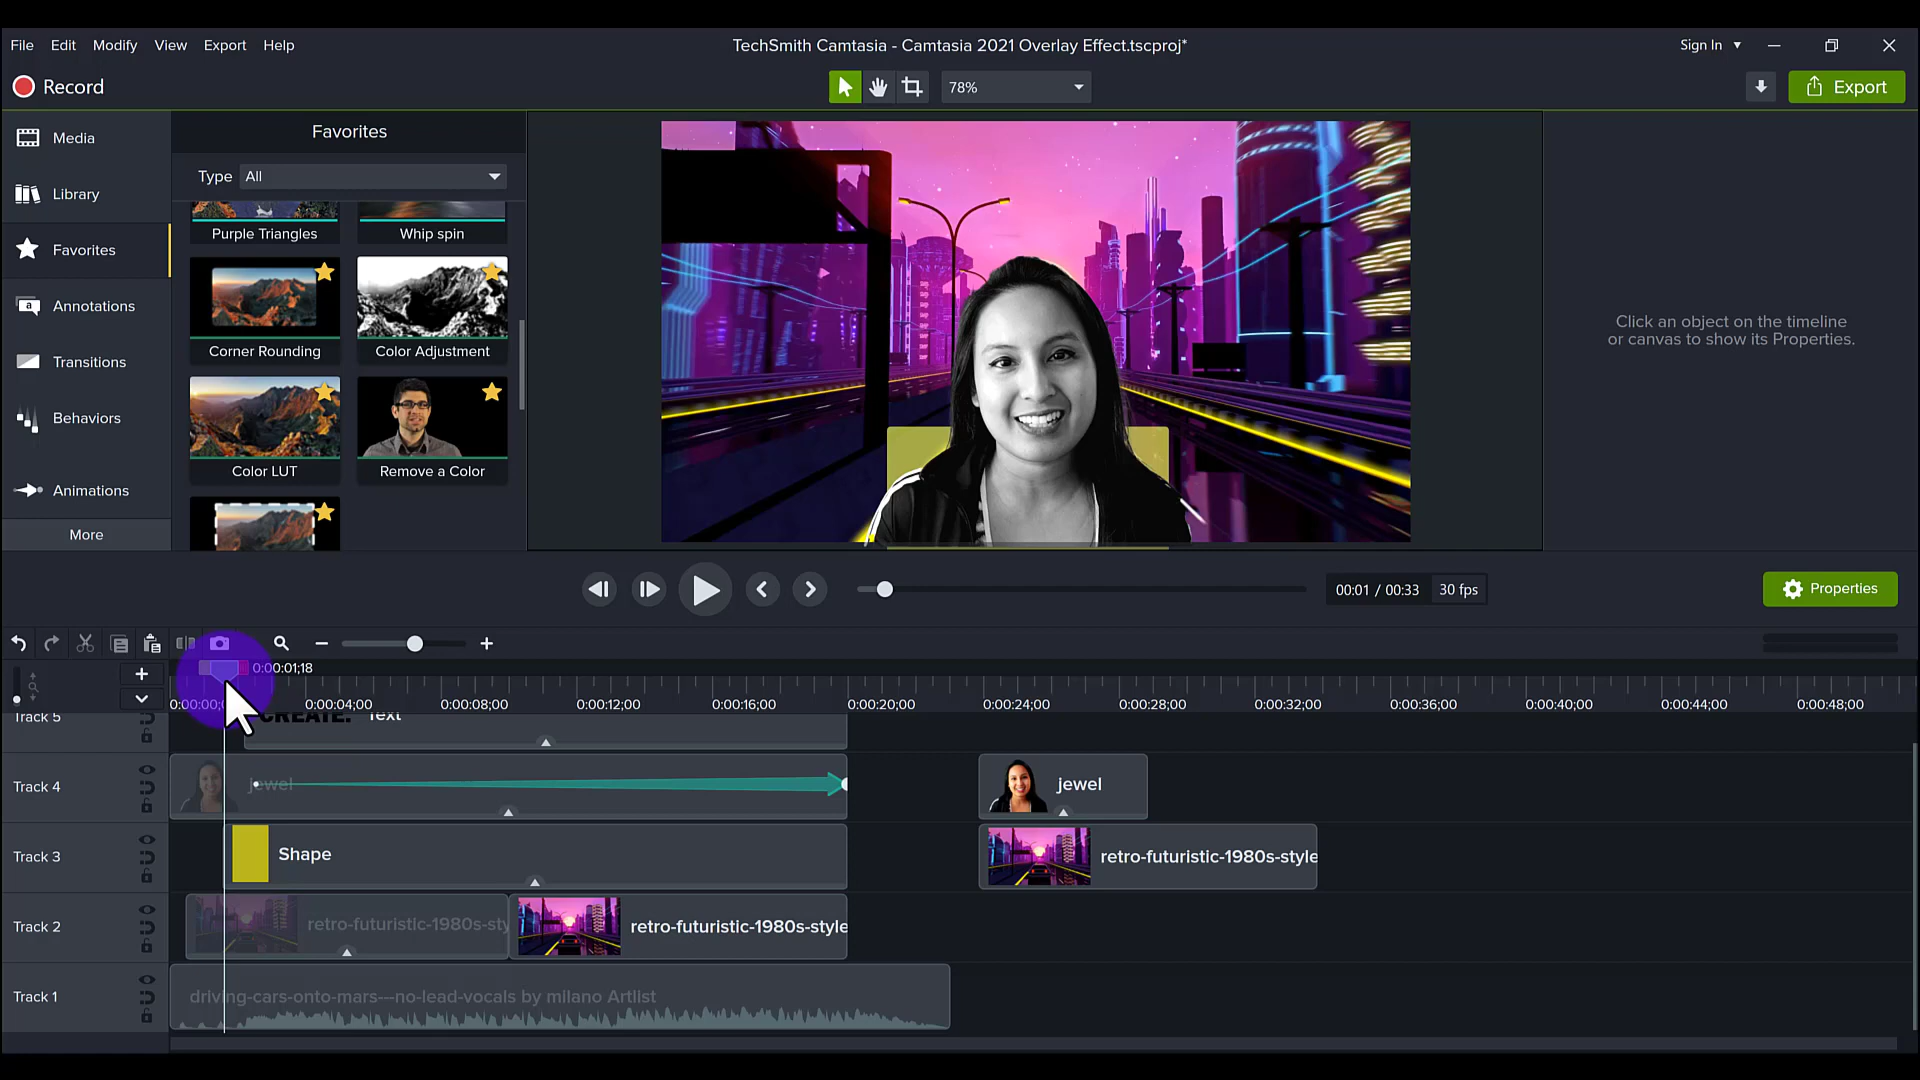 File Edit Modify View Export Help
TechSmith Camtasia - Camtasia 2021 Overlay Effect.tscproj*
Sign In
Record
78%
Export
Media
Library
Favorites
Annotations
Transitions
Behaviors
Animations
More
Favorites
Type All
Purple Triangles
Whip spin
Corner Rounding
Color Adjustment
Color LUT
Remove a Color
Click an object on the timeline
or canvas to show its Properties.
00:01 / 00:33 30 fps
Properties
0:00:01;18
0:00:04;00 0:00:08;00 0:00:12;00 0:00:16;00 0:00:20;00 0:00:24;00 0:00:28;00 0:00:32;00 0:00:36;00 0:00:40;00 0:00:44;00 0:00:48;00
Track 5
CREATE. Text
Track 4
jewel
jewel
Track 3
Shape
retro-futuristic-1980s-style
Track 2
retro-futuristic-1980s-sty
retro-futuristic-1980s-style
Track 1
driving-cars-onto-mars---no-lead-vocals by milano Artlist